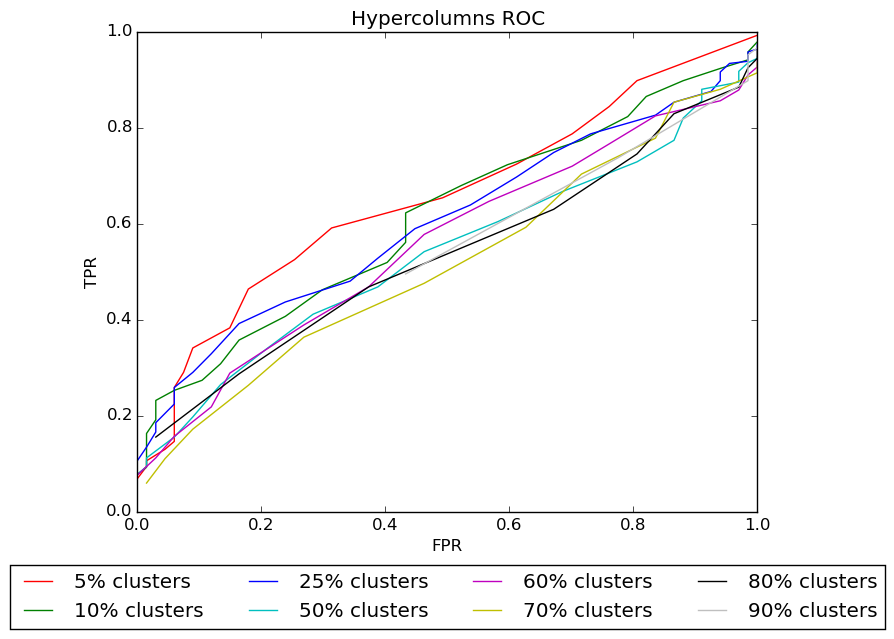 Hypercolumns ROC
1.0
0.8
0.6
0.4
0.2
0.0
TPR
0.0 0.2 0.4 0.6 0.8 1.0
FPR
5% clusters 25% clusters 60% clusters 80% clusters
10% clusters 50% clusters 70% clusters 90% clusters